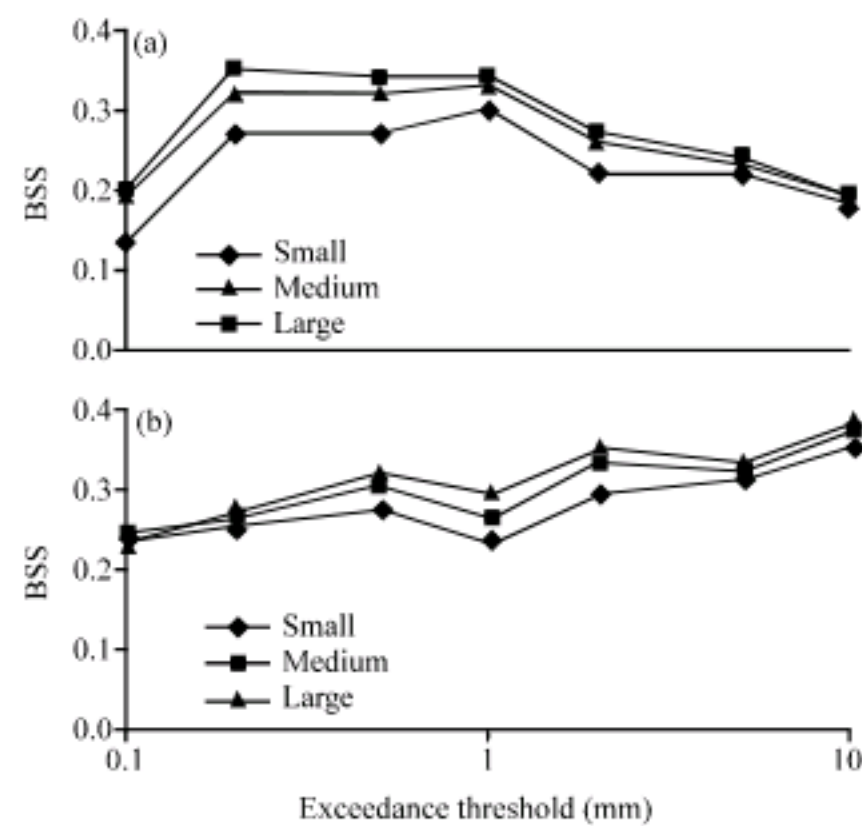 0.4
(a)
0.3
0.2
0.1
0.0
BSS
Small
Medium
Large
0.4
(b)
0.3
0.2
0.1
0.0
BSS
Small
Medium
Large
0.1 1 10
Exceedance threshold (mm)